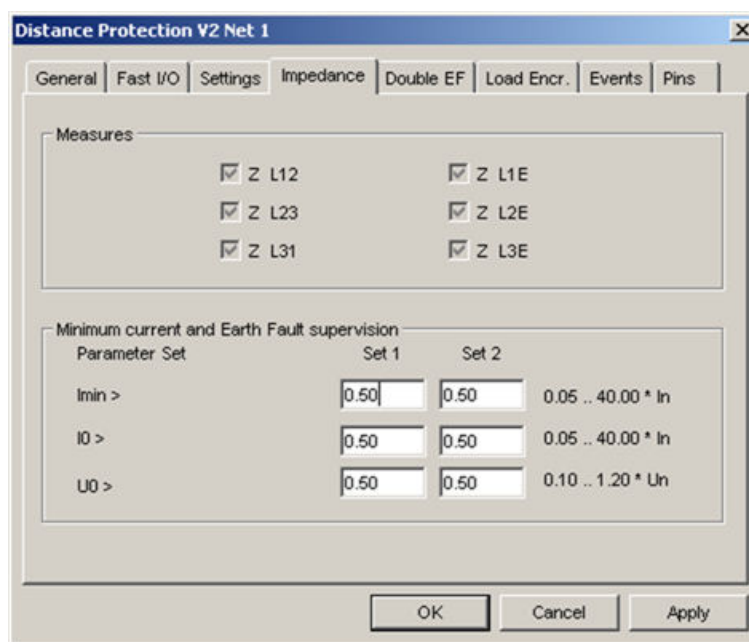 Distance Protection V2 Net 1
General Fast I/O Settings Impedance Double EF Load Encr. Events Pins
Measures
Z L12 Z L1E
Z L23 Z L2E
Z L31 Z L3E
Minimum current and Earth Fault supervision
Parameter Set Set 1 Set 2
Imin > 0.50 0.50 0.05 .. 40.00 * In
I0 > 0.50 0.50 0.05 .. 40.00 * In
U0 > 0.50 0.50 0.10 .. 1.20 * Un
OK Cancel Apply